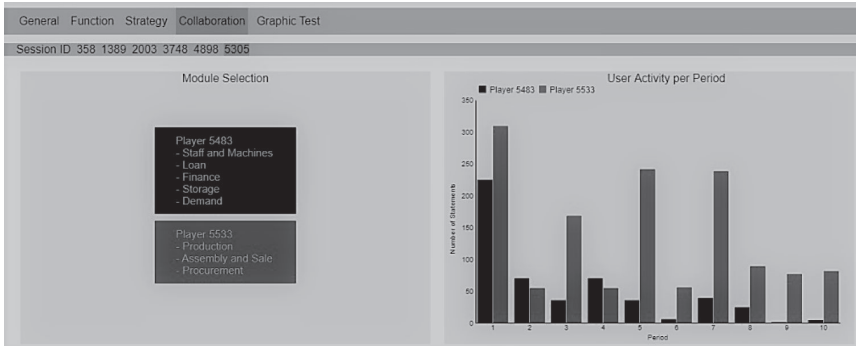 General Function Strategy Collaboration Graphic Test
Session ID 358 1389 2003 3748 4898 5305
Module Selection
Player 5483
- Staff and Machines
- Loan
- Finance
- Storage
- Demand
Player 5533
- Production
- Assembly and Sale
- Procurement
User Activity per Period
Player 5483 Player 5533
Number of Statements
350
300
250
200
150
100
50
0
1 2 3 4 5 6 7 8 9 10
Period